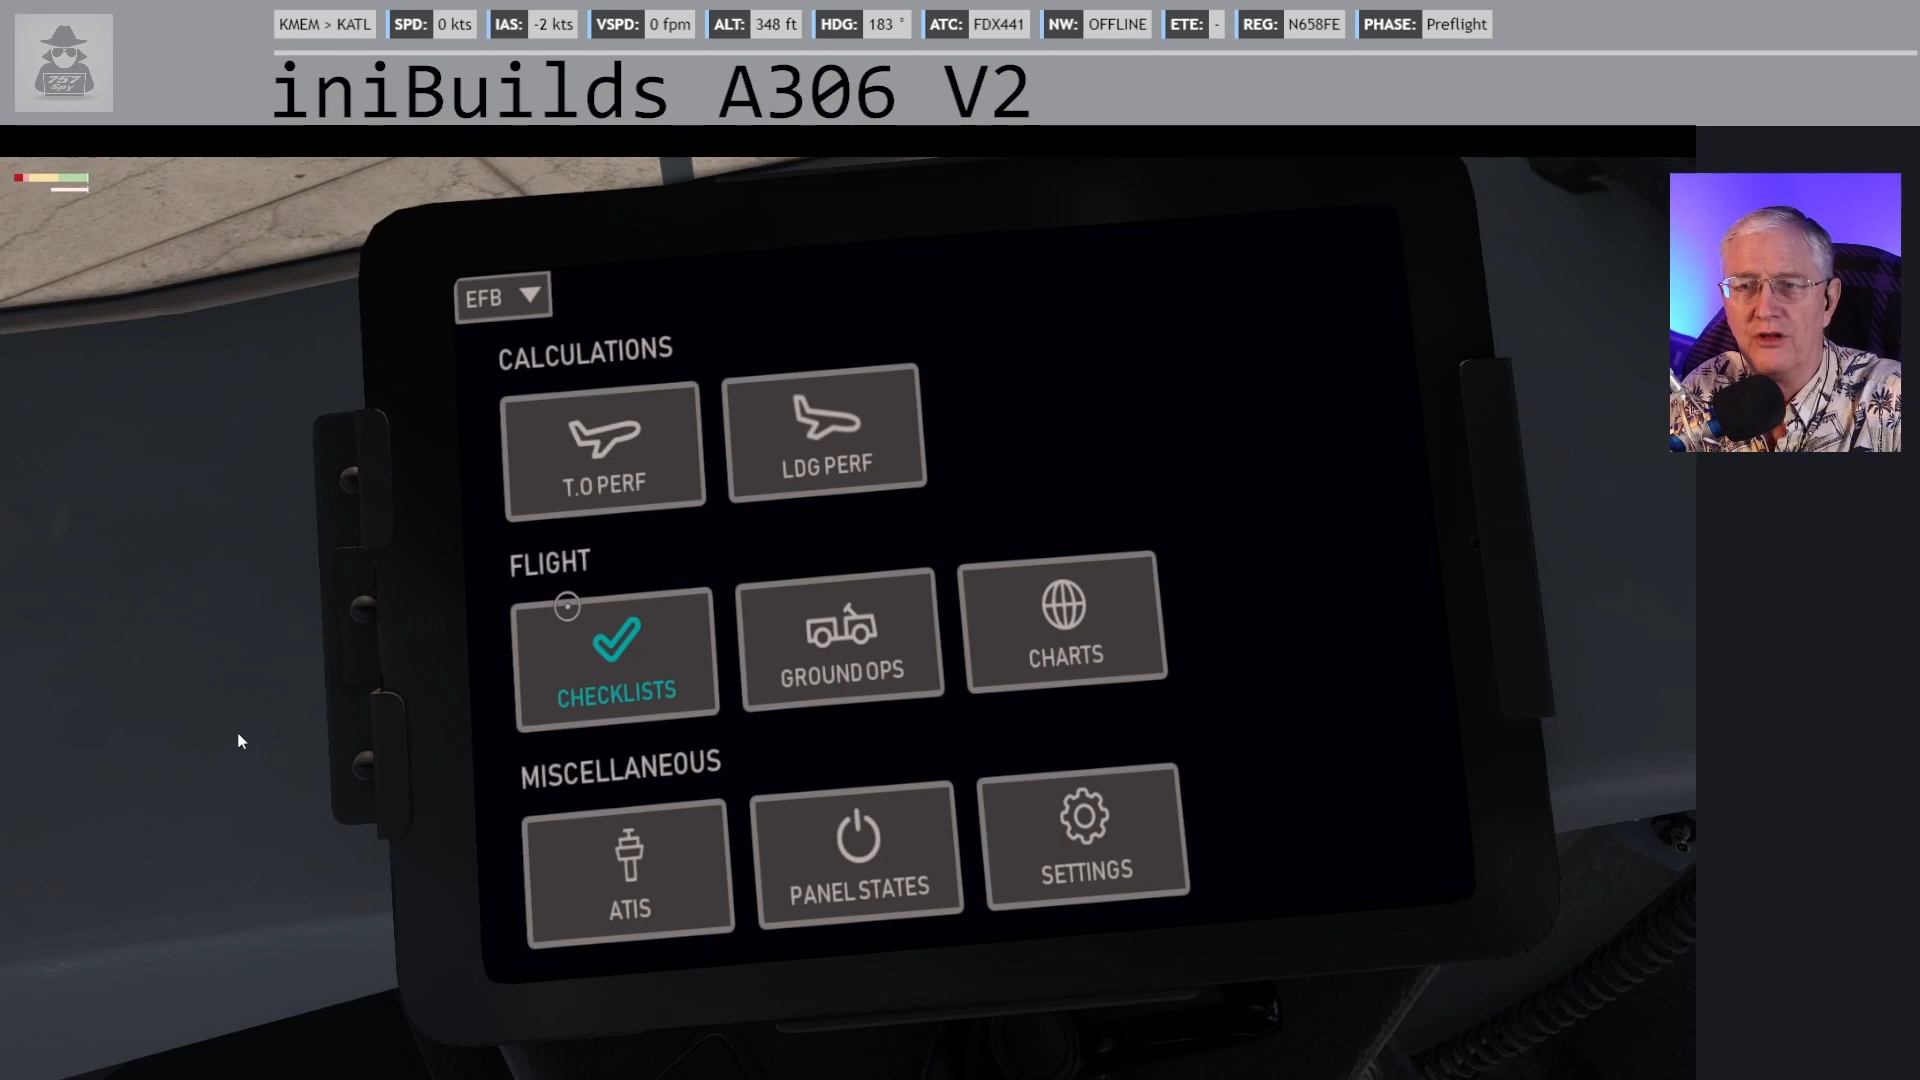 KMEM > KATL SPD: 0 kts IAS: -2 kts VSPD: 0 fpm ALT: 348 ft HDG: 183 ° ATC: FDX441 NW: OFFLINE ETE: - REG: N658FE PHASE: Preflight
757
Spy
iniBuilds A306 V2
EFB
CALCULATIONS
T.O PERF LDG PERF
FLIGHT
CHECKLISTS GROUND OPS CHARTS
MISCELLANEOUS
ATIS PANEL STATES SETTINGS